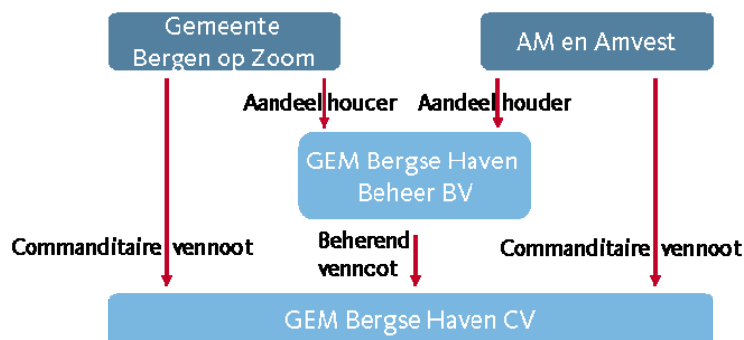 Gemeente
Bergen op Zoom
AM en Amvest
Aandeelhoucer
Aandeelhouder
GEM Bergse Haven
Beheer BV
Commanditaire vennoot
Beherend
venncot
Commanditaire vennoot
GEM Bergse Haven CV